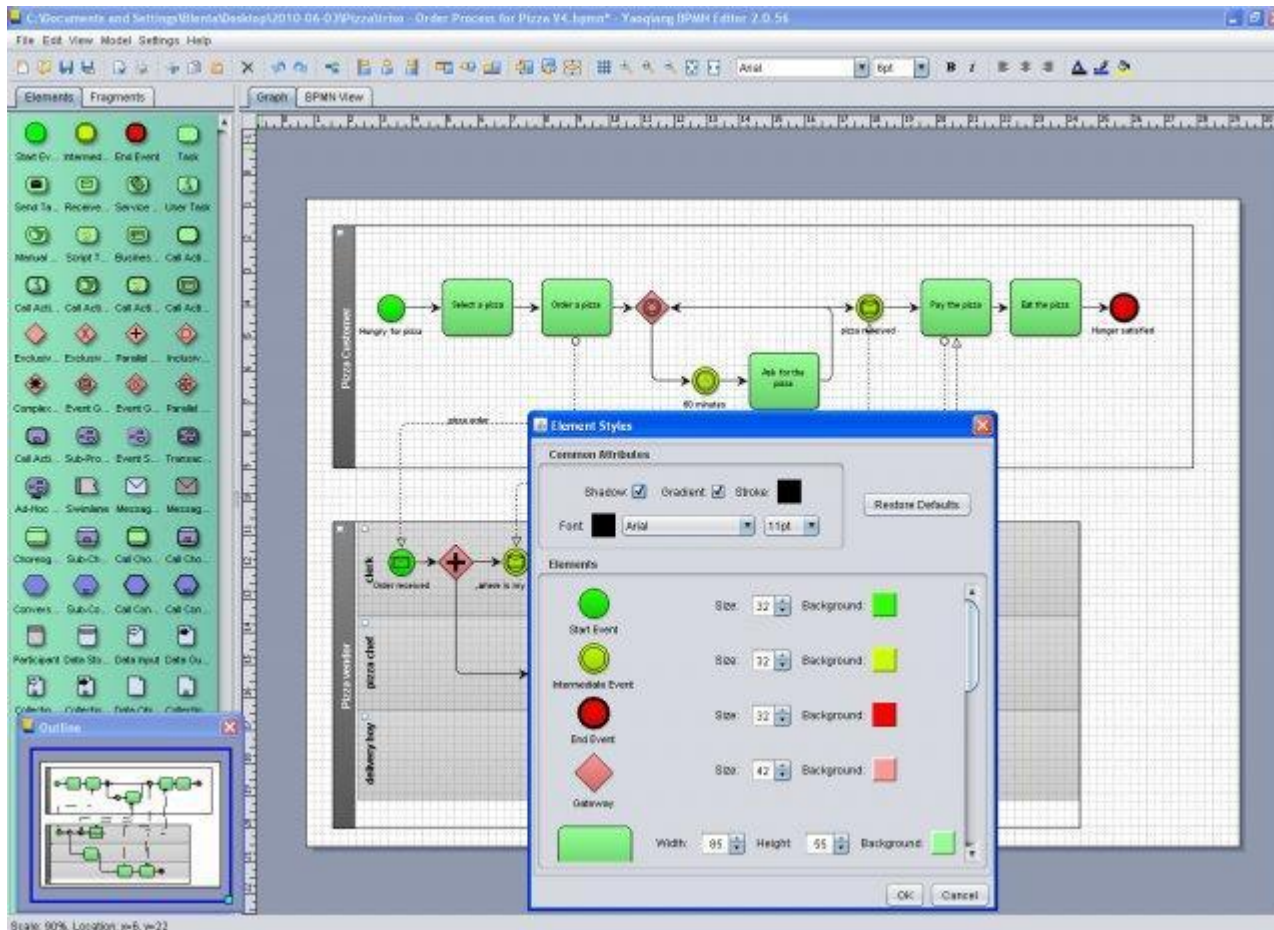 C:\Documents and Settings\Blenta\Desktop\2010-06-03\Pizza\triso - Order Process for Pizza V4.bpmn* - Yaoqiang BPMN Editor 2.0.56
File Edit View Model Settings Help
Arial 6pt B I
Elements Fragments Graph BPMN View
Start Ev... Intermed... End Event Task
Send Ta... Receive... Service ... User Task
Manual ... Script T... Busines... Call Acti...
Call Acti... Call Acti... Call Acti... Call Acti...
Exclusiv... Exclusiv... Parallel ... Inclusiv...
Complex... Event G... Event G... Parallel ...
Call Acti... Sub-Pro... Event S... Transac...
Ad-Hoc ... Swimlane Messag... Messag...
Choreog... Sub-Ch... Call Cho... Call Cho...
Convers... Sub-Co... Call Con... Call Con...
Participant Data Sto... Data Input Data Ou...
Collectio... Collectio... Data Obj... Collectio...
Pizza Customer
Hungry for pizza
Select a pizza
Order a pizza
60 minutes
Ask for the
pizza
pizza received
Pay the pizza
Eat the pizza
Hunger satisfied
pizza order
Pizza vendor
clerk
Order received
„where is my
pizza chef
delivery boy
Outline
Element Styles
Common Attributes
Shadow: Gradient: Stroke:
Restore Defaults
Font: Arial 11pt
Elements
Start Event Size: 32 Background:
Intermediate Event Size: 32 Background:
End Event Size: 32 Background:
Gateway Size: 42 Background:
Width: 85 Height: 55 Background:
OK Cancel
Scale: 90%, Location: x=6, y=22